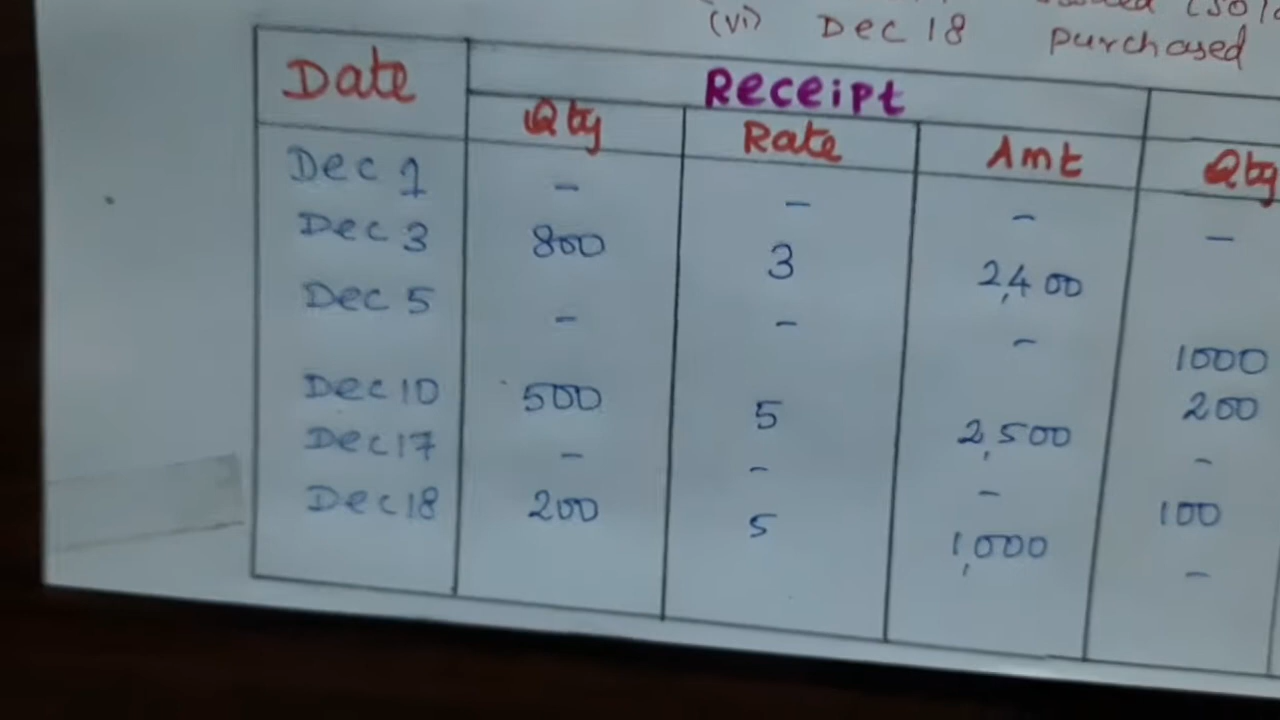 (vi) Dec 18 purchased
Date Receipt
Qty Rate Amt Qty
Dec 1 - - - -
Dec 3 800 3 2,400
Dec 5 - - - 1000
200
Dec 10 500 5 2,500 -
Dec 17 - - - 100
Dec 18 200 5 1,000 -